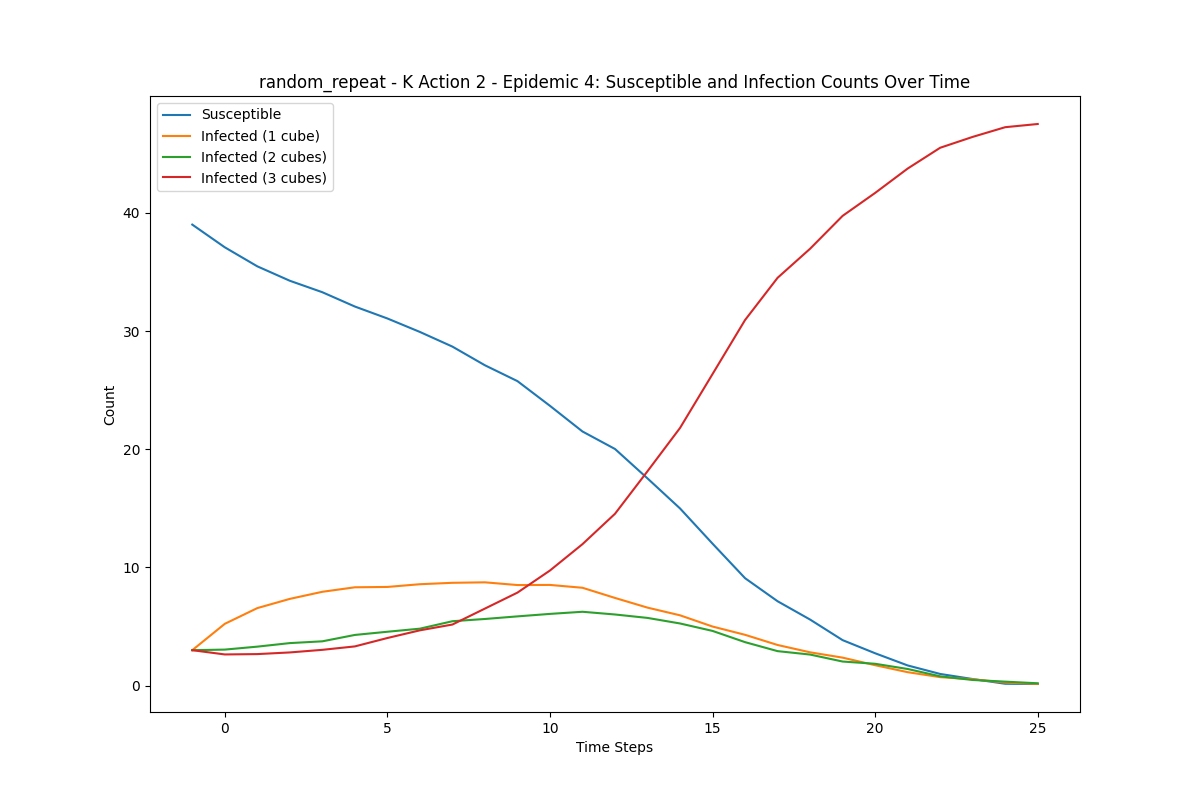 random_repeat - K Action 2 - Epidemic 4: Susceptible and Infection Counts Over Time
Susceptible
Infected (1 cube)
Infected (2 cubes)
Infected (3 cubes)
40
30
20
10
0
Count
0 5 10 15 20 25
Time Steps